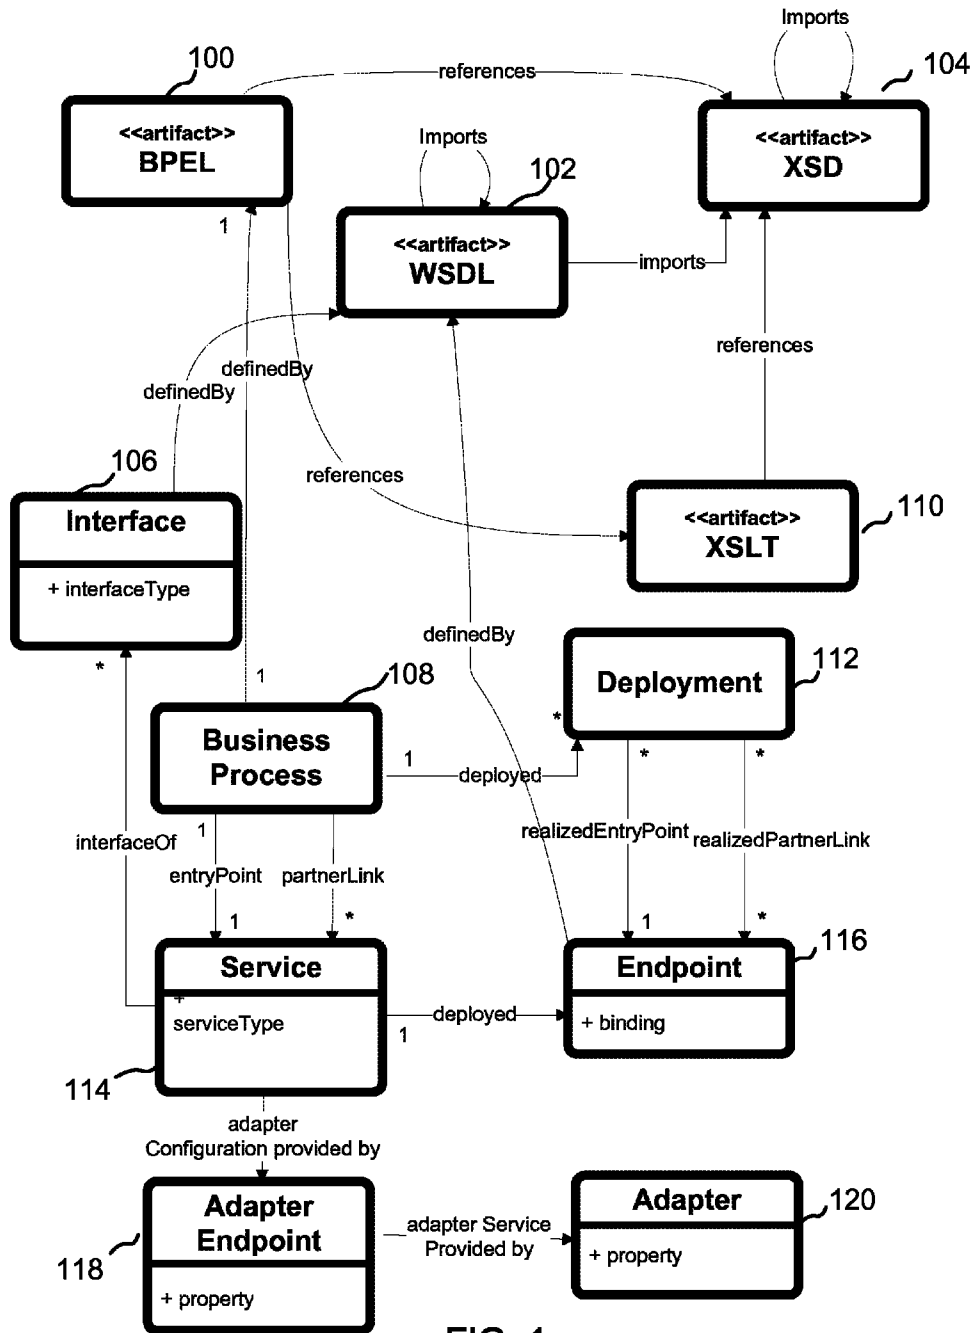 Imports
100
references
104
<<artifact>>
BPEL
Imports
<<artifact>>
XSD
102
1
<<artifact>>
WSDL
imports
references
definedBy
definedBy
106
references
Interface
110
<<artifact>>
XSLT
+ interfaceType
definedBy
112
*
1
108
Deployment
*
Business
Process
1
deployed
*
*
1
interfaceOf
realizedEntryPoint
realizedPartnerLink
entryPoint
partnerLink
1
*
1
*
116
Service
Endpoint
+
serviceType
deployed
1
+ binding
114
adapter
Configuration provided by
Adapter
Endpoint
Adapter
120
adapter Service
Provided by
118
+ property
+ property